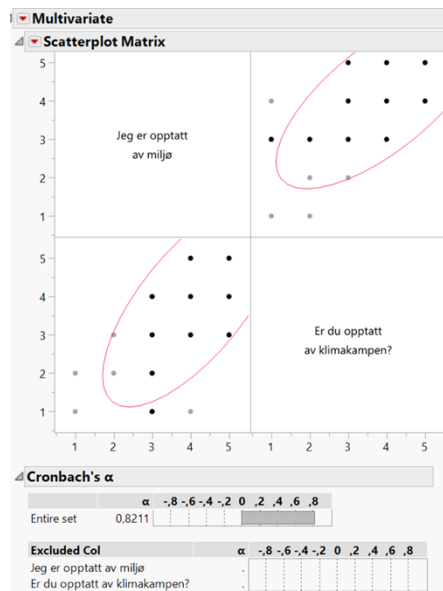 Multivariate
Scatterplot Matrix
5
4
3
2
1
Jeg er opptatt
av miljø
5
4
3
2
1
Er du opptatt
av klimakampen?
1 2 3 4 5 1 2 3 4 5
Cronbach's α
α -,8 -,6 -,4 -,2 0 ,2 ,4 ,6 ,8
Entire set 0,8211
Excluded Col α -,8 -,6 -,4 -,2 0 ,2 ,4 ,6 ,8
Jeg er opptatt av miljø .
Er du opptatt av klimakampen? .